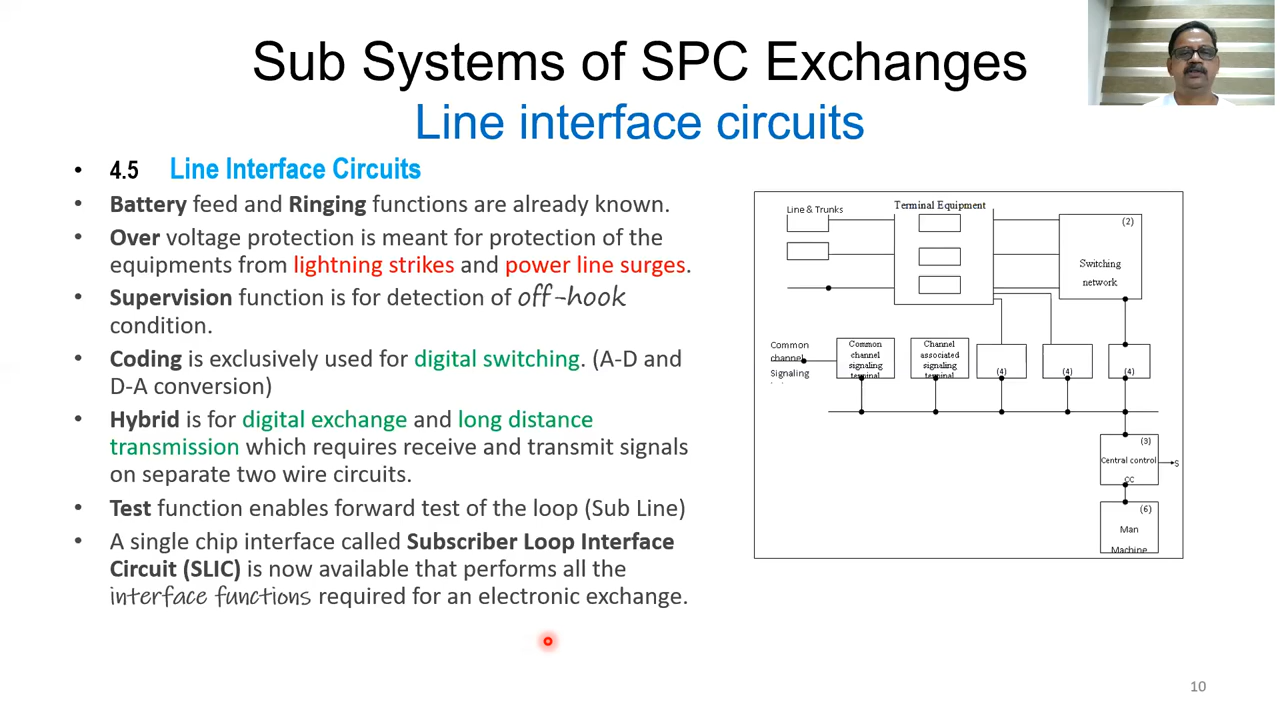 Sub Systems of SPC Exchanges
Line interface circuits
• 4.5 Line Interface Circuits
• Battery feed and Ringing functions are already known.
• Over voltage protection is meant for protection of the
equipments from lightning strikes and power line surges.
• Supervision function is for detection of off-hook
condition.
• Coding is exclusively used for digital switching. (A-D and
D-A conversion)
• Hybrid is for digital exchange and long distance
transmission which requires receive and transmit signals
on separate two wire circuits.
• Test function enables forward test of the loop (Sub Line)
• A single chip interface called Subscriber Loop Interface
Circuit (SLIC) is now available that performs all the
interface functions required for an electronic exchange.
Line & Trunks
Terminal Equipment
(2)
Switching
network
Common
channel
Signaling
Common
channel
signaling
terminal
Channel
associated
signaling
terminal
(4)
(4)
(4)
(3)
Central control
CC
S
(6)
Man
Machine
10